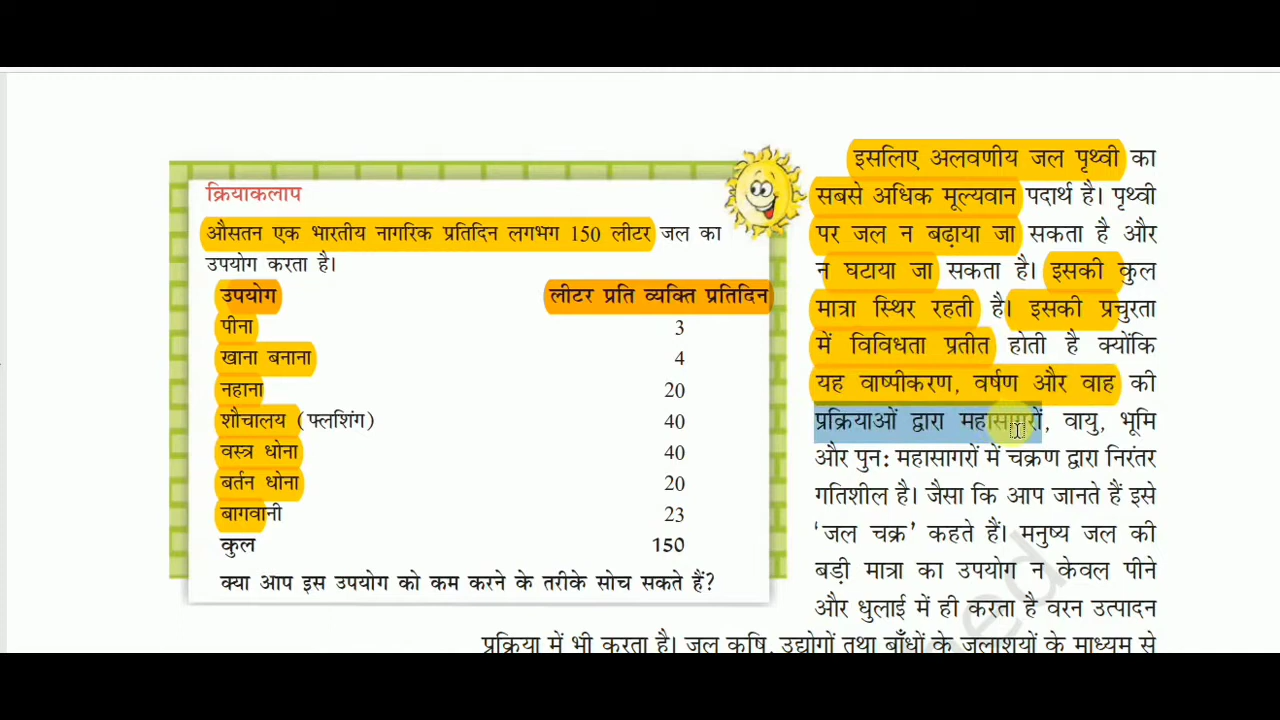 क्रियाकलाप
औसतन एक भारतीय नागरिक प्रतिदिन लगभग 150 लीटर जल का
उपयोग करता है।
उपयोग लीटर प्रति व्यक्ति प्रतिदिन
पीना 3
खाना बनाना 4
नहाना 20
शौचालय (फ्लशिंग) 40
वस्त्र धोना 40
बर्तन धोना 20
बागवानी 23
कुल 150
क्या आप इस उपयोग को कम करने के तरीके सोच सकते हैं?
इसलिए अलवणीय जल पृथ्वी का
सबसे अधिक मूल्यवान पदार्थ है। पृथ्वी
पर जल न बढ़ाया जा सकता है और
न घटाया जा सकता है। इसकी कुल
मात्रा स्थिर रहती है। इसकी प्रचुरता
में विविधता प्रतीत होती है क्योंकि
यह वाष्पीकरण, वर्षण और वाह की
प्रक्रियाओं द्वारा महासागरों, वायु, भूमि
और पुन: महासागरों में चक्रण द्वारा निरंतर
गतिशील है। जैसा कि आप जानते हैं इसे
‘जल चक्र’ कहते हैं। मनुष्य जल की
बड़ी मात्रा का उपयोग न केवल पीने
और धुलाई में ही करता है वरन उत्पादन
प्रक्रिया में भी करता है। जल कृषि, उद्योगों तथा बाँधों के जलाशयों के माध्यम से